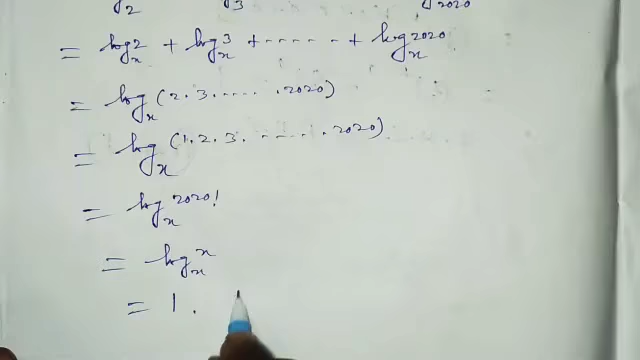 = log_x 2 + log_x 3 + ...... + log_x 2020
= log_x (2.3. ..... .2020)
= log_x (1.2.3. ...... .2020)
= log_x 2020!
= log_x x
= 1.